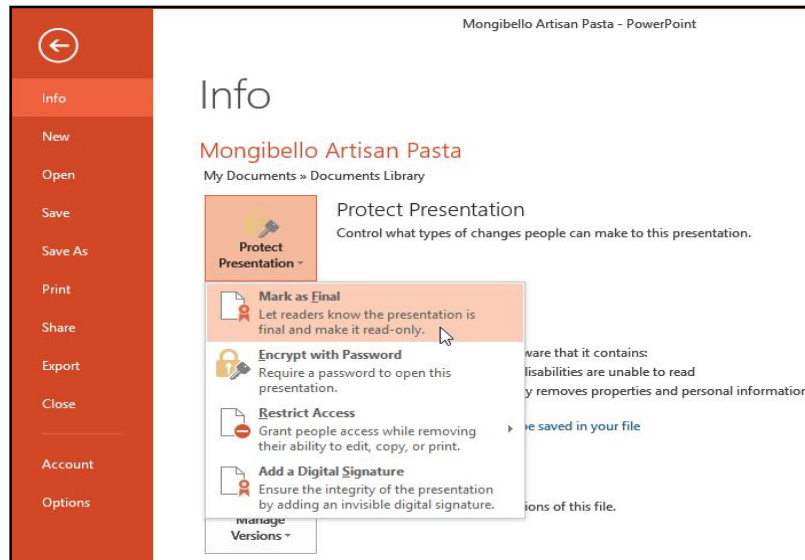 Mongibello Artisan Pasta - PowerPoint
Info
New
Open
Save
Save As
Print
Share
Export
Close
Account
Options
Info
Mongibello Artisan Pasta
My Documents » Documents Library
Protect
Presentation
Protect Presentation
Control what types of changes people can make to this presentation.
Mark as Final
Let readers know the presentation is
final and make it read-only.
Encrypt with Password
Require a password to open this
presentation.
Restrict Access
Grant people access while removing
their ability to edit, copy, or print.
Add a Digital Signature
Ensure the integrity of the presentation
by adding an invisible digital signature.
ware that it contains:
lisabilities are unable to read
y removes properties and personal information
be saved in your file
ions of this file.
Manage
Versions